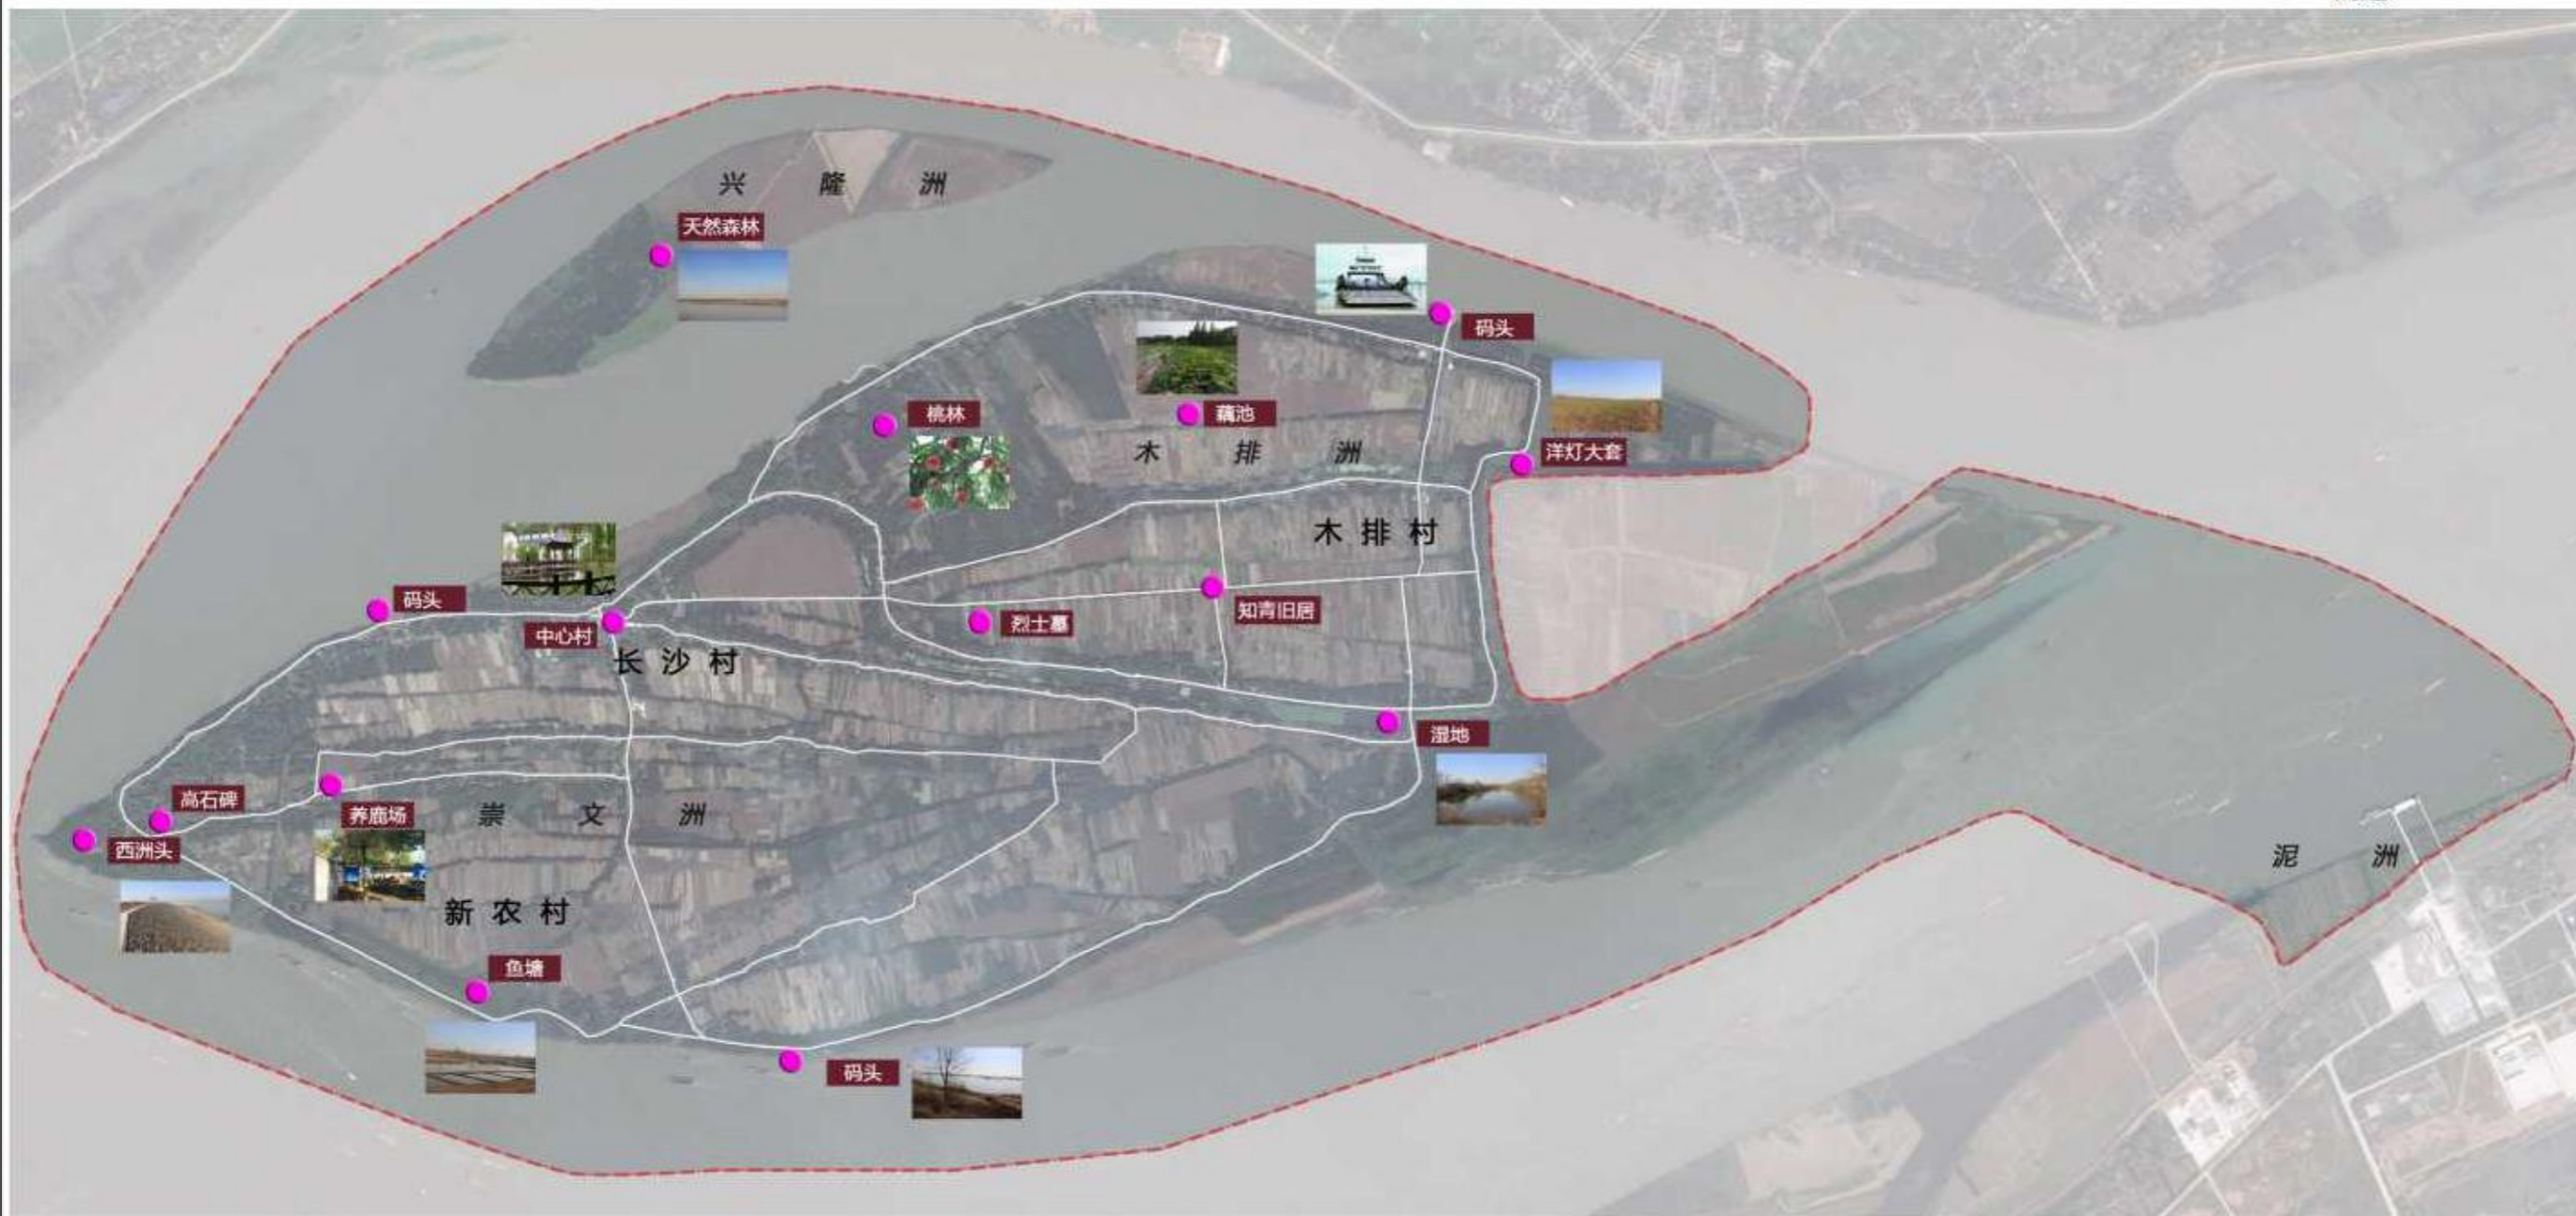 兴隆洲
天然森林
码头
桃林
藕池
木排洲
洋灯大套
木排村
码头
中心村
烈士墓
知青旧居
长沙村
湿地
高石碑
养鹿场
崇文洲
西洲头
泥洲
新农村
鱼塘
码头